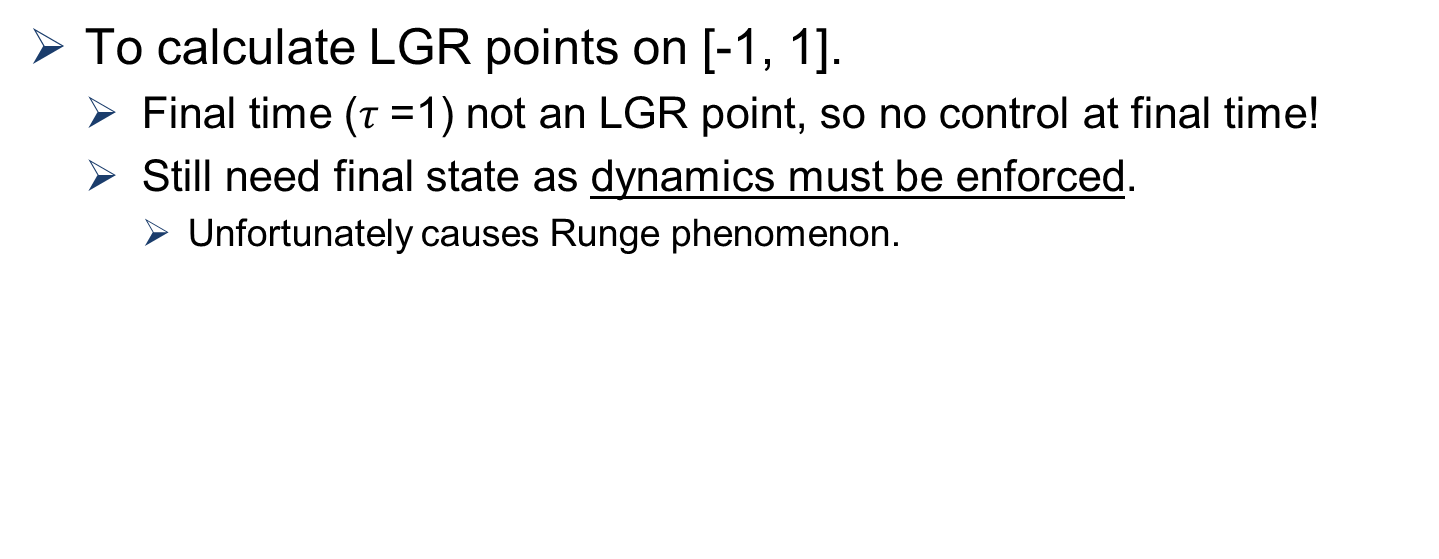 To calculate LGR points on [-1, 1].
Final time (𝜏 =1) not an LGR point, so no control at final time!
Still need final state as dynamics must be enforced.
Unfortunately causes Runge phenomenon.